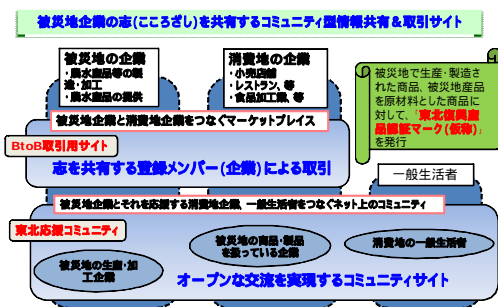 被災地企業の志(こころざし)を共有するコミュニティ型情報共有&取引サイト
被災地の企業
・農水産品等の製
造・加工
・農水産品の提供
消費地の企業
・小売店舗
・レストラン、等
・食品加工業、等
被災地で生産・製造さ
れた商品、被災地産品
を原材料とした商品に
対して、「東北復興産
品認証マーク(仮称)」
を発行
被災地企業と消費地企業をつなぐマーケットプレイス
BtoB取引用サイト
志を共有する登録メンバー(企業)による取引
一般生活者
被災地企業とそれを応援する消費地企業、一般生活者をつなぐネット上のコミュニティ
東北応援コミュニティ
被災地の生産・加
工企業
被災地の商品・製品
を扱っている企業
消費地の一般生活者
オープンな交流を実現するコミュニティサイト